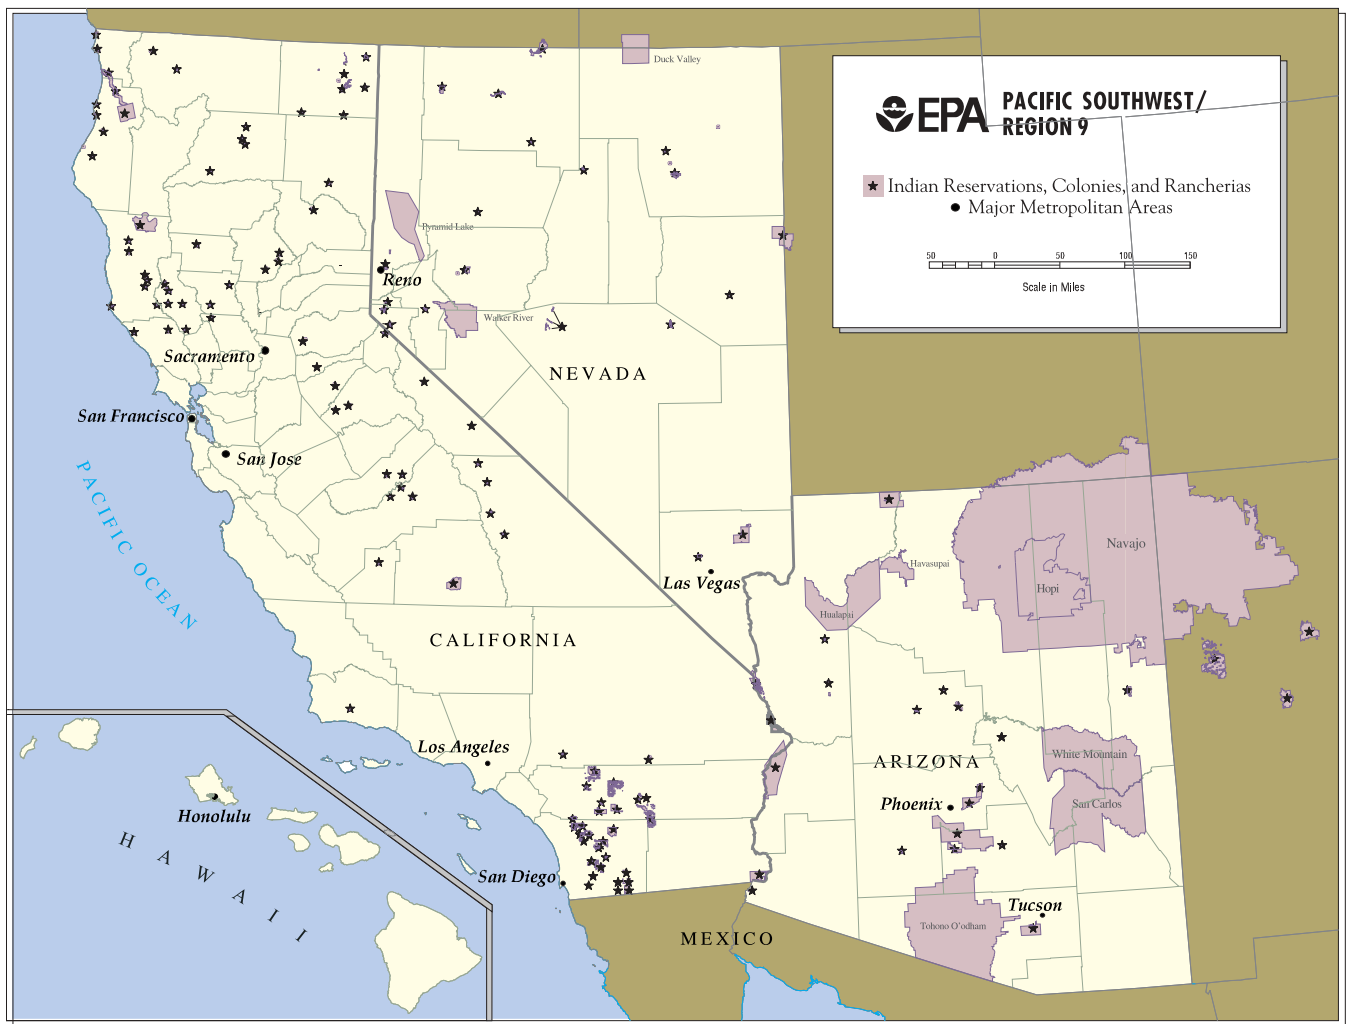 EPA
PACIFIC SOUTHWEST/
REGION 9
Indian Reservations, Colonies, and Rancherias
Major Metropolitan Areas
50 0 50 100 150
Scale in Miles
Duck Valley
Pyramid Lake
Reno
Walker River
Sacramento
NEVADA
San Francisco
San Jose
PACIFIC OCEAN
Navajo
Havasupai
Las Vegas
Hopi
Hualapai
CALIFORNIA
Los Angeles
White Mountain
ARIZONA
Phoenix
San Carlos
Honolulu
HAWAII
San Diego
Tucson
Tohono O'odham
MEXICO